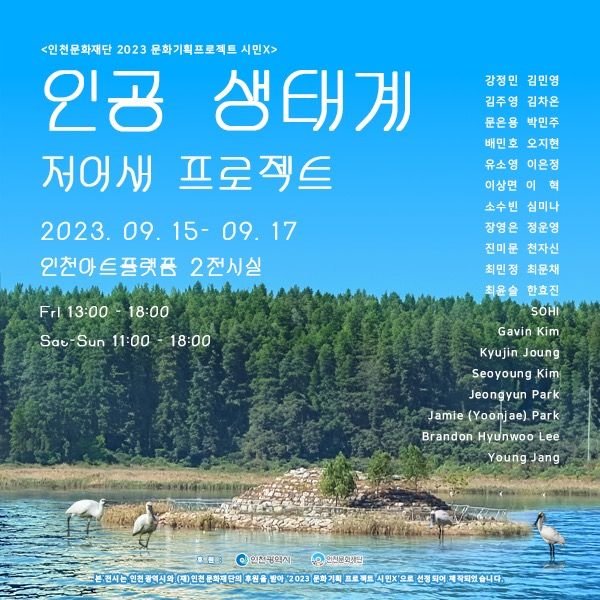 <인천문화재단 2023 문화기획프로젝트 시민X>
인공 생태계
저어새 프로젝트
2023. 09. 15- 09. 17
인천아트플랫폼 2전시실
Fri 13:00 - 18:00
Sat-Sun 11:00 - 18:00
강정민 김민영
김주영 김차온
문은용 박민주
배민호 오지현
유소영 이은정
이상면 이 혁
소수빈 심미나
장영은 정운영
진미문 천자신
최민정 최문채
최윤슬 한효진
SOHI
Gavin Kim
Kyujin Joung
Seoyoung Kim
Jeongyun Park
Jamie (Yoonjae) Park
Brandon Hyunwoo Lee
Young Jang
후원: 인천광역시 인천문화재단
본 전시는 인천광역시와 (재)인천문화재단의 후원을 받아 '2023 문화기획 프로젝트 시민X'으로 선정되어 제작되었습니다.